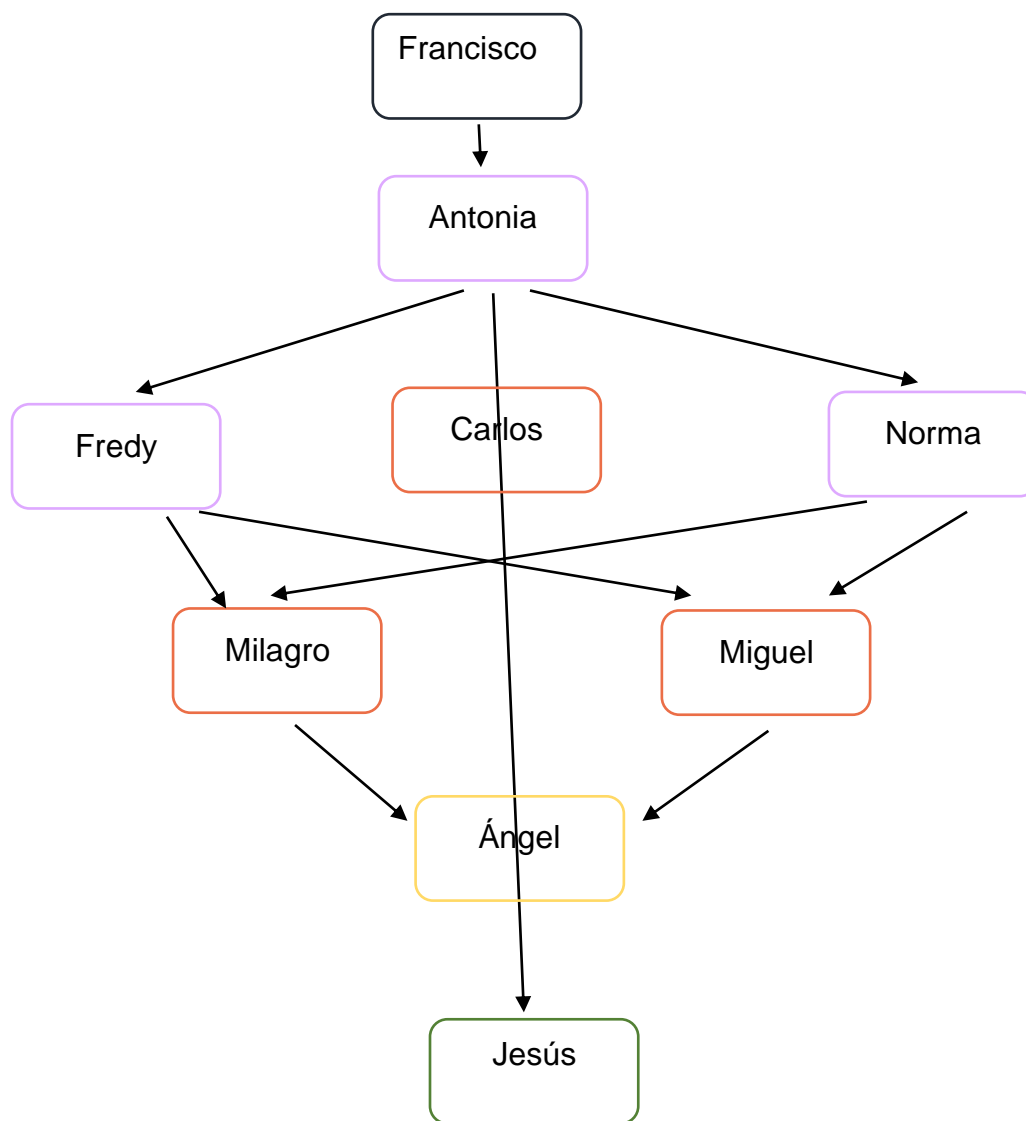 Francisco
Antonia
Fredy
Carlos
Norma
Milagro
Miguel
Ángel
Jesús